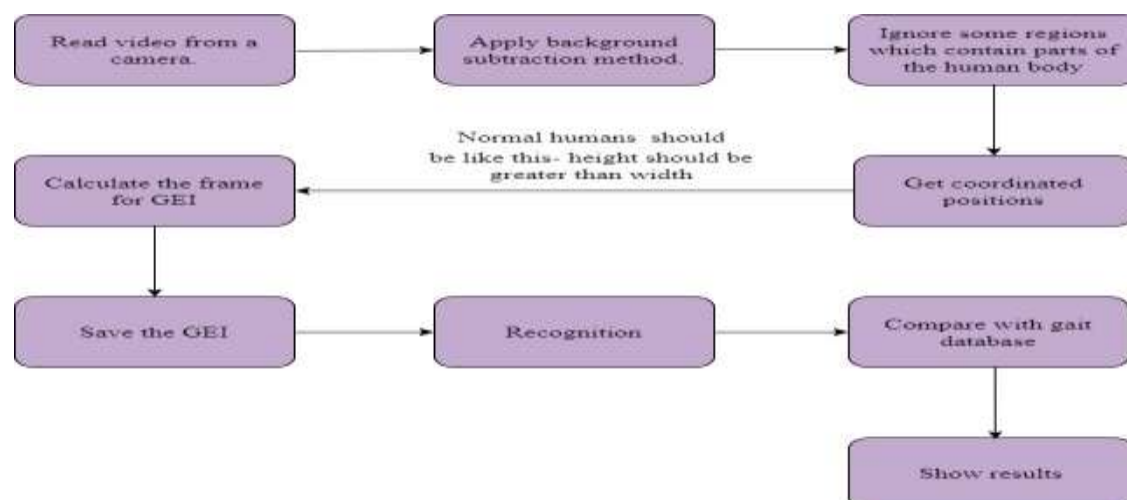 Read video from a
camera.
Apply background
subtraction method.
Ignore some regions
which contain parts of
the human body
Normal humans should
be like this- height should be
greater than width
Calculate the frame
for GEI
Get coordinated
positions
Save the GEI
Recognition
Compare with gait
database
Show results